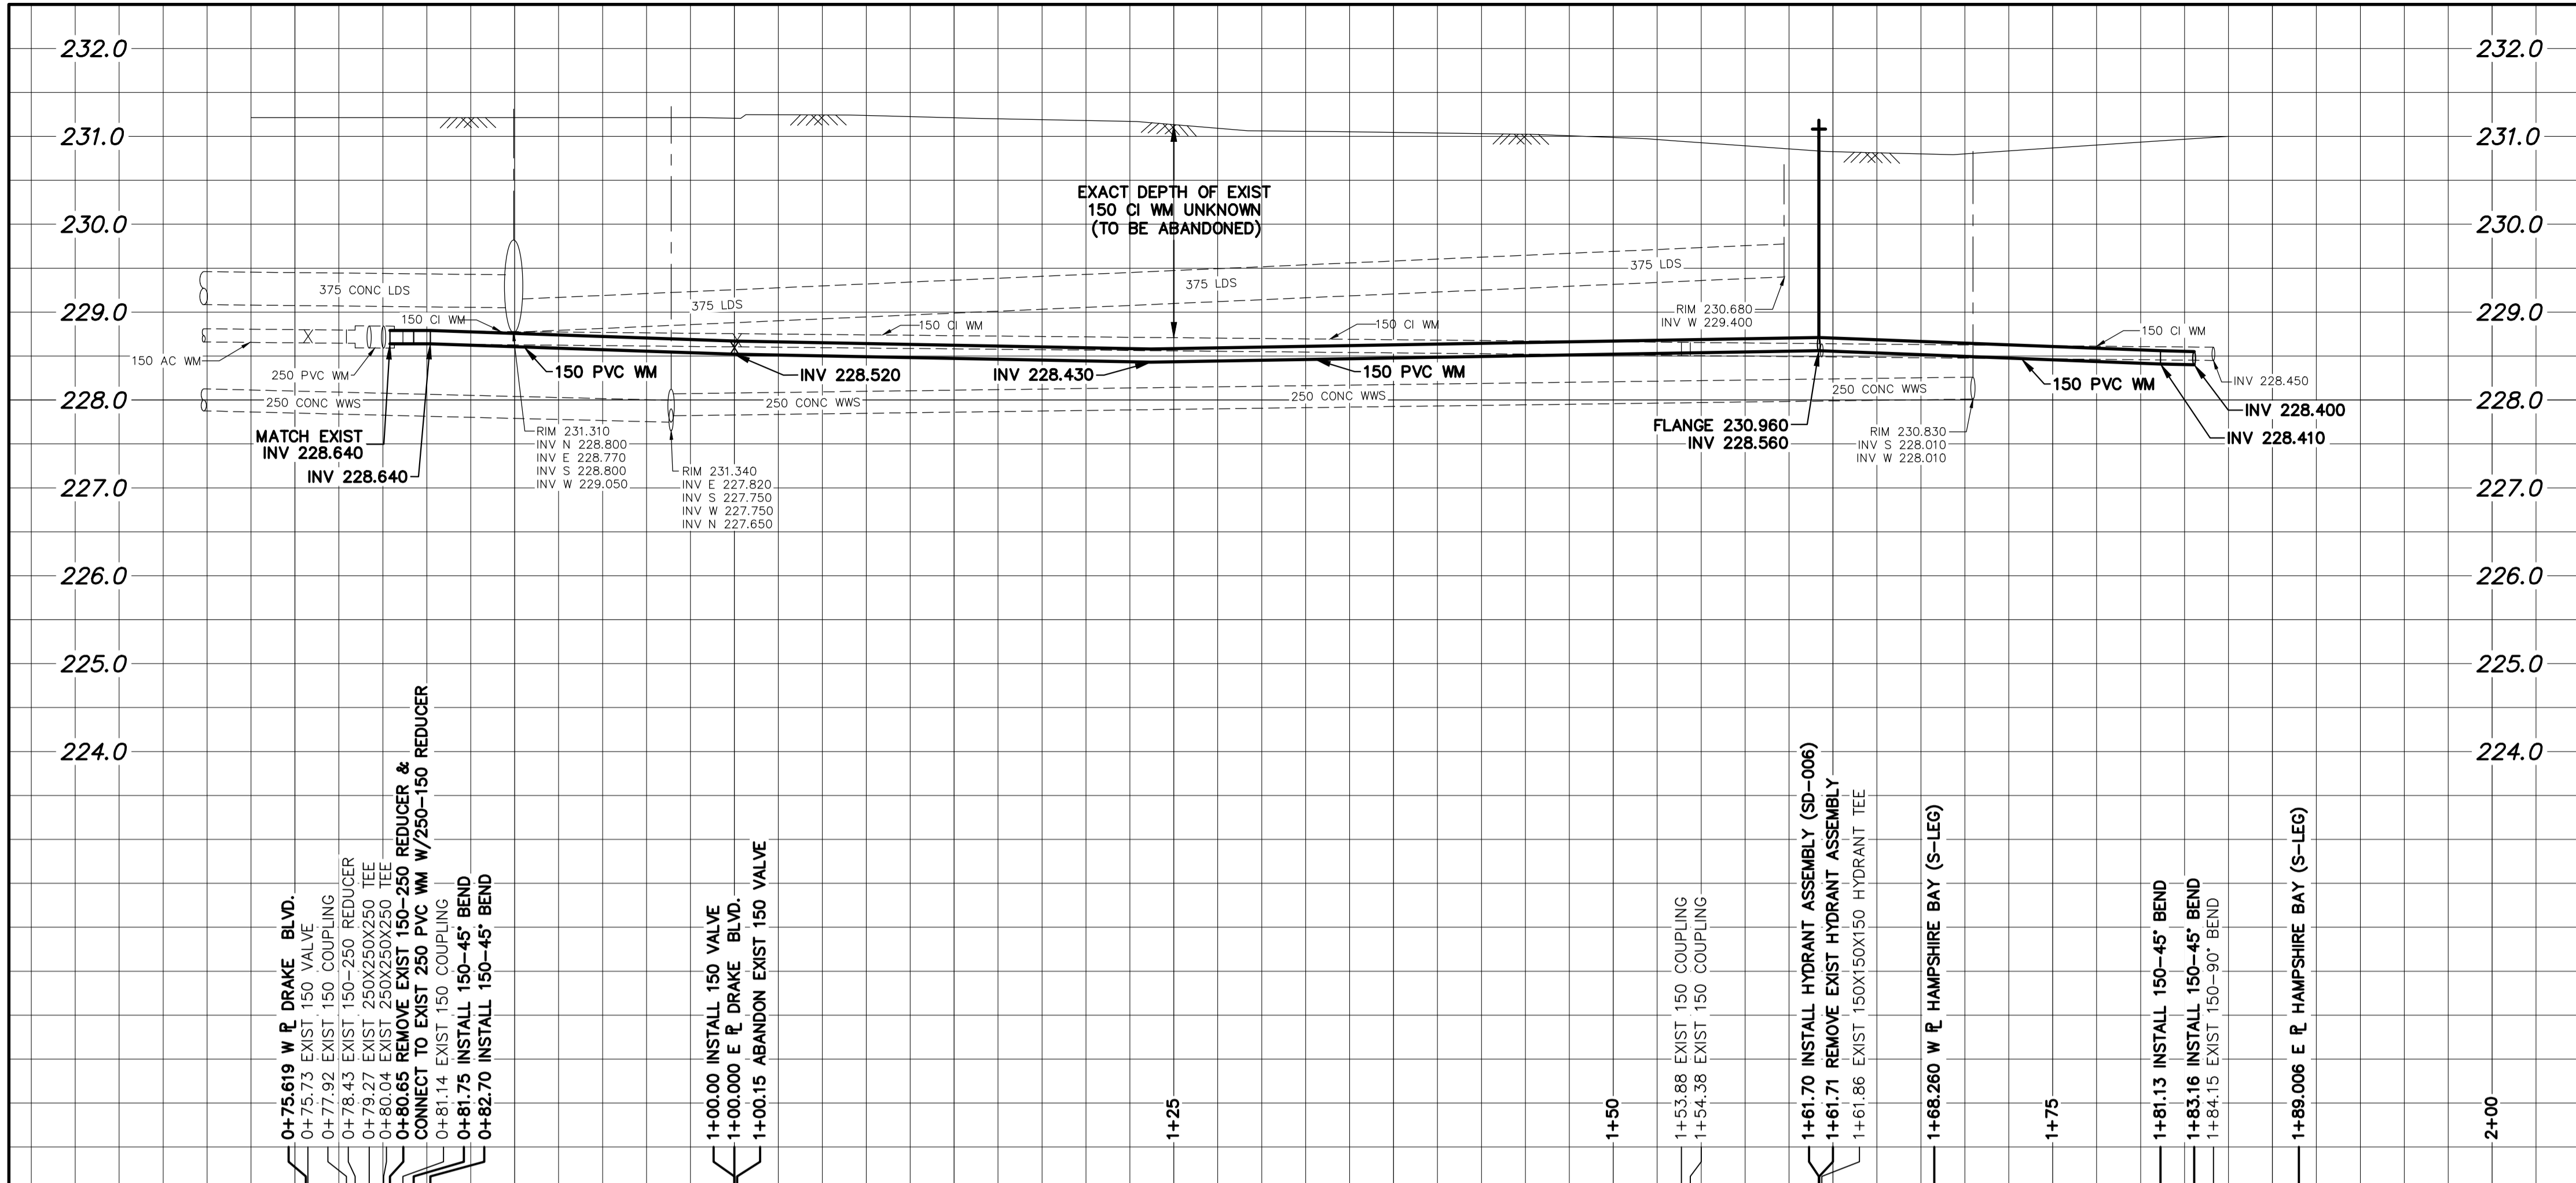 232.0
232.0
231.0
231.0
EXACT DEPTH OF EXIST
150 CI WM UNKNOWN
(TO BE ABANDONED)
230.0
230.0
375 CONC LDS
375 LDS
375 LDS
375 LDS
229.0
229.0
150 CI WM
150 CI WM
150 CI WM
RIM 230.680
INV W 229.400
150 CI WM
150 AC WM
250 PVC WM
150 PVC WM
INV 228.520
INV 228.430
150 PVC WM
150 PVC WM
INV 228.450
228.0
228.0
250 CONC WWS
250 CONC WWS
250 CONC WWS
250 CONC WWS
INV 228.400
INV 228.410
MATCH EXIST
INV 228.640
INV 228.640
RIM 231.310
INV N 228.800
INV E 228.770
INV S 228.800
INV W 229.050
RIM 231.340
INV E 227.820
INV S 227.750
INV W 227.750
INV N 227.650
FLANGE 230.960
INV 228.560
RIM 230.830
INV S 228.010
INV W 228.010
227.0
227.0
226.0
226.0
225.0
225.0
224.0
224.0
0+75.619 W PL DRAKE BLVD.
0+75.73 EXIST 150 VALVE
0+77.92 EXIST 150 COUPLING
0+78.43 EXIST 150-250 REDUCER
0+79.27 EXIST 250X250X250 TEE
0+80.04 EXIST 250X250X250 TEE
0+80.65 REMOVE EXIST 150-250 REDUCER &
CONNECT TO EXIST 250 PVC WM W/250-150 REDUCER
0+81.14 EXIST 150 COUPLING
0+81.75 INSTALL 150-45° BEND
0+82.70 INSTALL 150-45° BEND
1+00.00 INSTALL 150 VALVE
1+00.000 E PL DRAKE BLVD.
1+00.15 ABANDON EXIST 150 VALVE
1+25
1+50
1+53.88 EXIST 150 COUPLING
1+54.38 EXIST 150 COUPLING
1+61.70 INSTALL HYDRANT ASSEMBLY (SD-006)
1+61.71 REMOVE EXIST HYDRANT ASSEMBLY
1+61.86 EXIST 150X150X150 HYDRANT TEE
1+68.260 W PL HAMPSHIRE BAY (S-LEG)
1+75
1+81.13 INSTALL 150-45° BEND
1+83.16 INSTALL 150-45° BEND
1+84.15 EXIST 150-90° BEND
1+89.006 E PL HAMPSHIRE BAY (S-LEG)
2+00